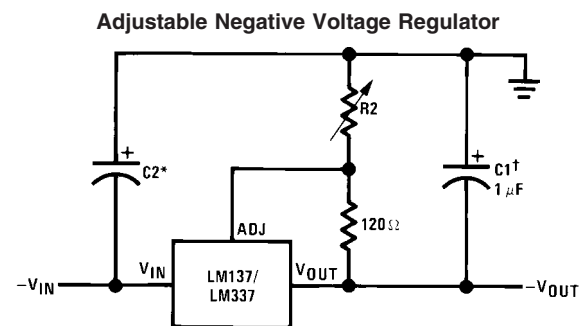 Adjustable Negative Voltage Regulator
R2
+
C2*
+
C1†
1 μF
120Ω
ADJ
VIN
LM137/
LM337
VOUT
−VIN
−VOUT